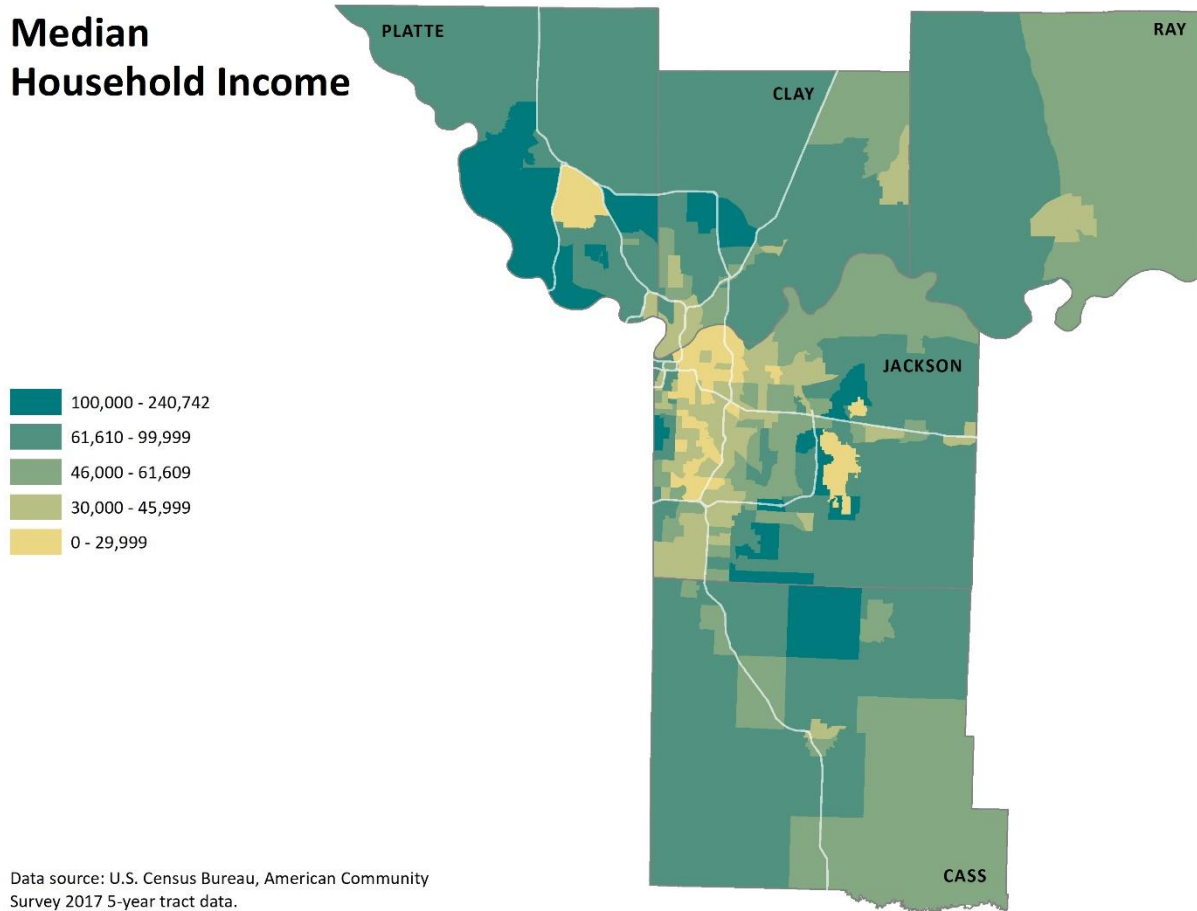 Median
Household Income
PLATTE
RAY
CLAY
JACKSON
100,000 - 240,742
61,610 - 99,999
46,000 - 61,609
30,000 - 45,999
0 - 29,999
CASS
Data source: U.S. Census Bureau, American Community
Survey 2017 5-year tract data.